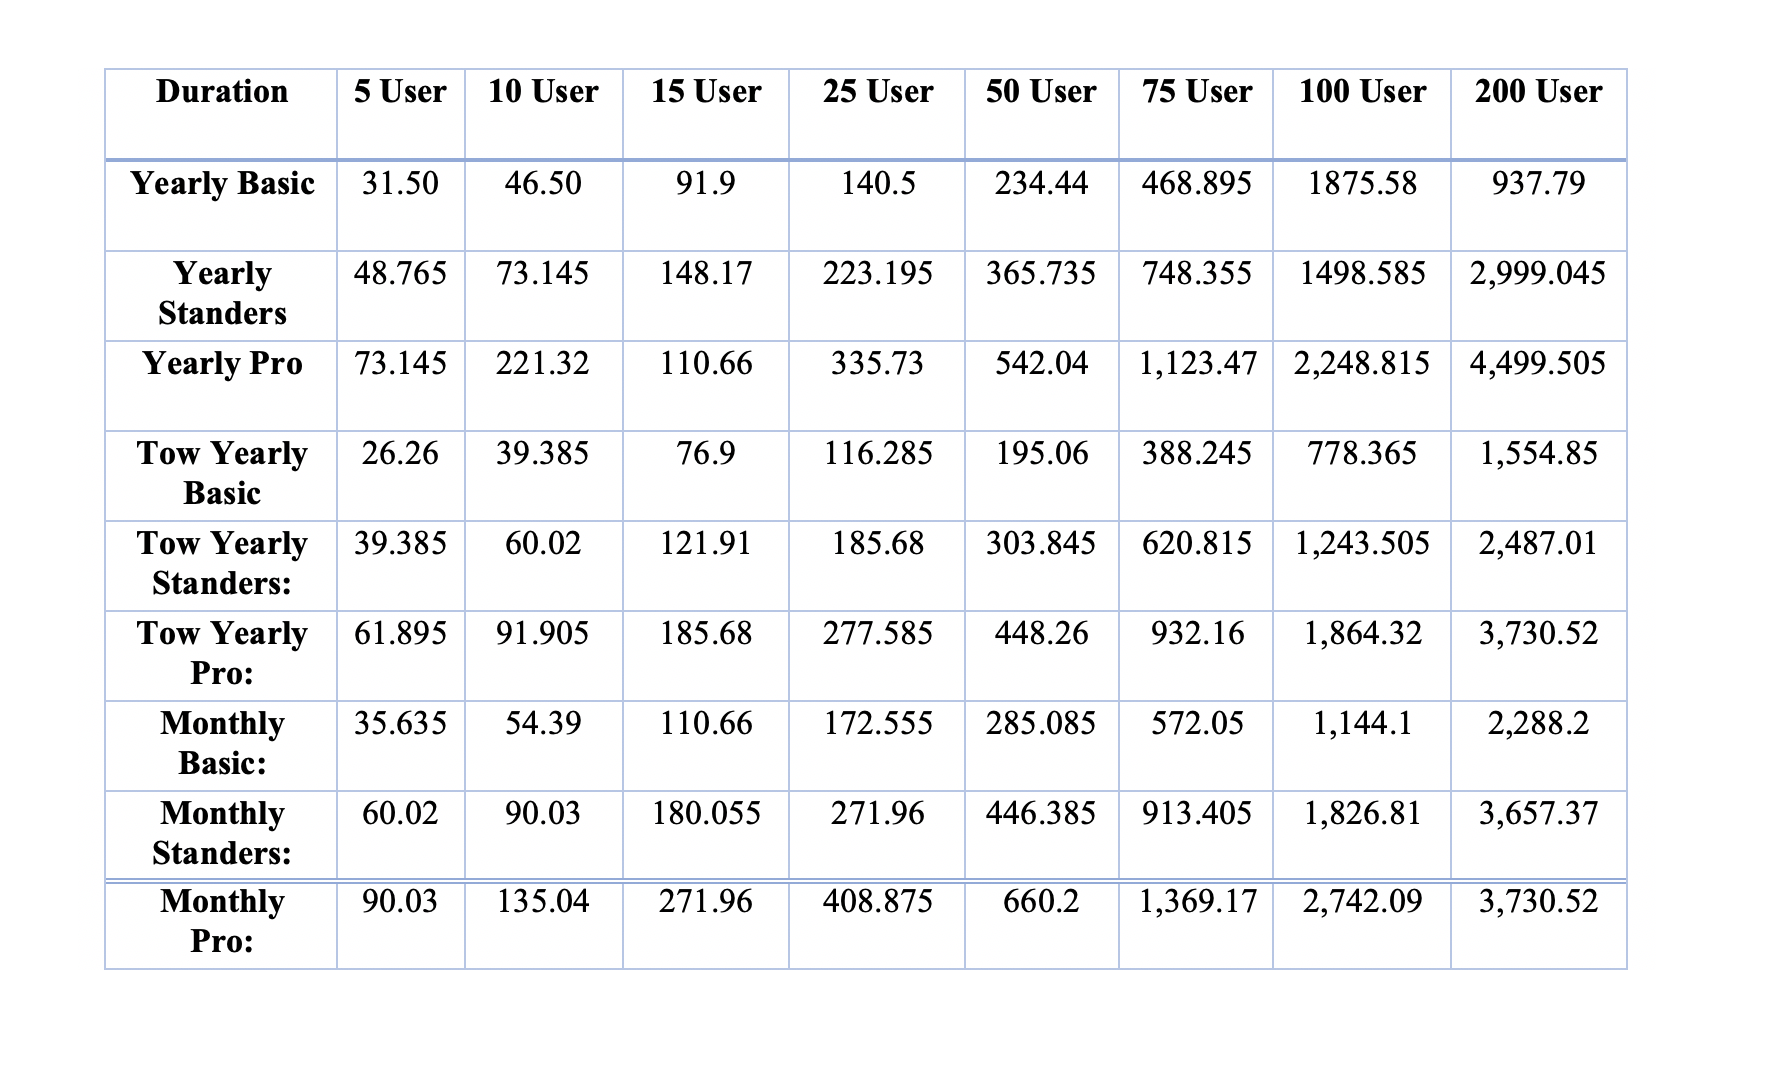 Duration 5 User 10 User 15 User 25 User 50 User 75 User 100 User 200 User
Yearly Basic 31.50 46.50 91.9 140.5 234.44 468.895 1875.58 937.79
Yearly 48.765 73.145 148.17 223.195 365.735 748.355 1498.585 2,999.045
Standers
Yearly Pro 73.145 221.32 110.66 335.73 542.04 1,123.47 2,248.815 4,499.505
Tow Yearly 26.26 39.385 76.9 116.285 195.06 388.245 778.365 1,554.85
Basic
Tow Yearly 39.385 60.02 121.91 185.68 303.845 620.815 1,243.505 2,487.01
Standers:
Tow Yearly 61.895 91.905 185.68 277.585 448.26 932.16 1,864.32 3,730.52
Pro:
Monthly 35.635 54.39 110.66 172.555 285.085 572.05 1,144.1 2,288.2
Basic:
Monthly 60.02 90.03 180.055 271.96 446.385 913.405 1,826.81 3,657.37
Standers:
Monthly 90.03 135.04 271.96 408.875 660.2 1,369.17 2,742.09 3,730.52
Pro: